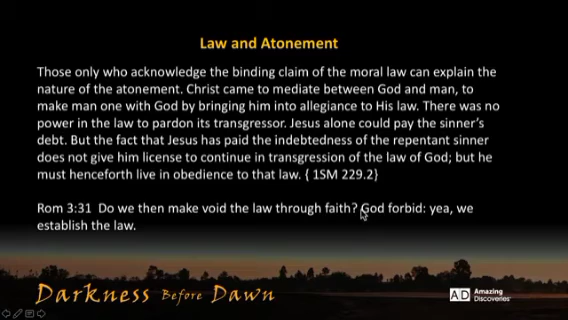 Law and Atonement
Those only who acknowledge the binding claim of the moral law can explain the
nature of the atonement. Christ came to mediate between God and man, to
make man one with God by bringing him into allegiance to His law. There was no
power in the law to pardon its transgressor. Jesus alone could pay the sinner's
debt. But the fact that Jesus has paid the indebtedness of the repentant sinner
does not give him license to continue in transgression of the law of God; but he
must henceforth live in obedience to that law. { 1SM 229.2}
Rom 3:31  Do we then make void the law through faith? God forbid: yea, we
establish the law.
Darkness Before Dawn
AD Amazing
Discoveries